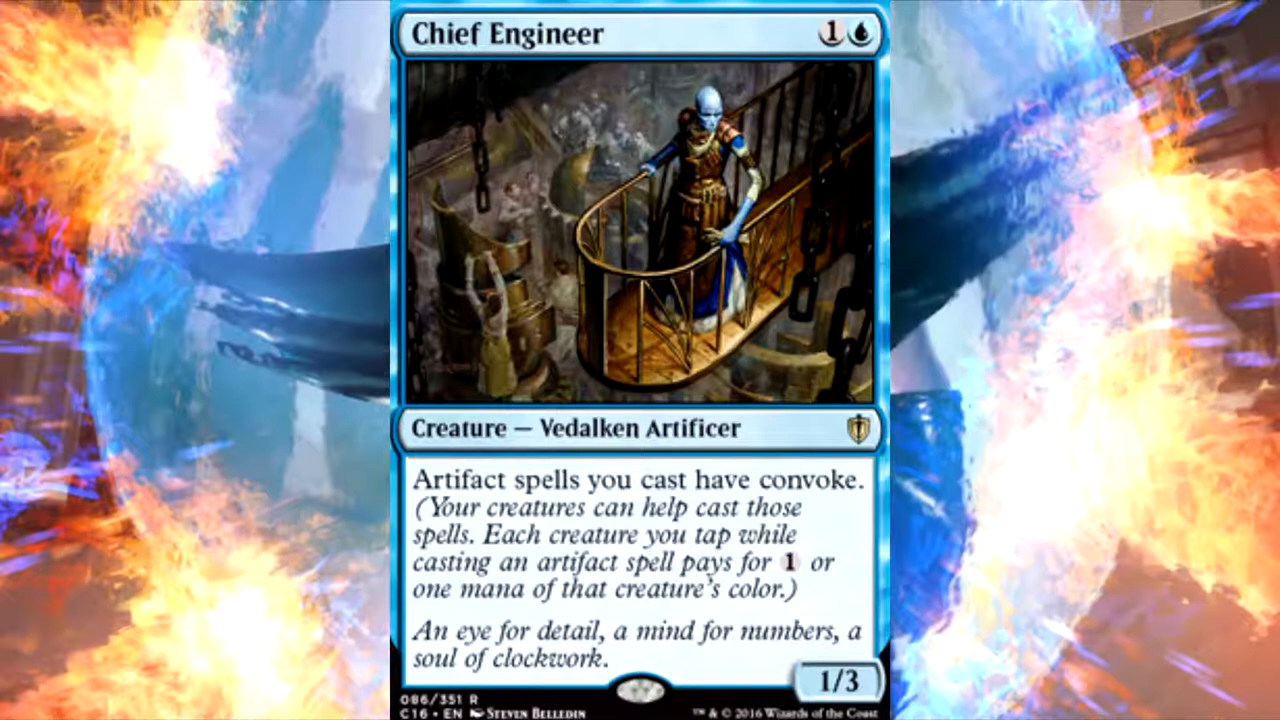 Chief Engineer 1
Creature — Vedalken Artificer
Artifact spells you cast have convoke.
(Your creatures can help cast those
spells. Each creature you tap while
casting an artifact spell pays for 1 or
one mana of that creature's color.)
An eye for detail, a mind for numbers, a
soul of clockwork.
1/3
086/351 R
C16 • EN STEVEN BELLEDIN
™ & © 2016 Wizards of the Coast